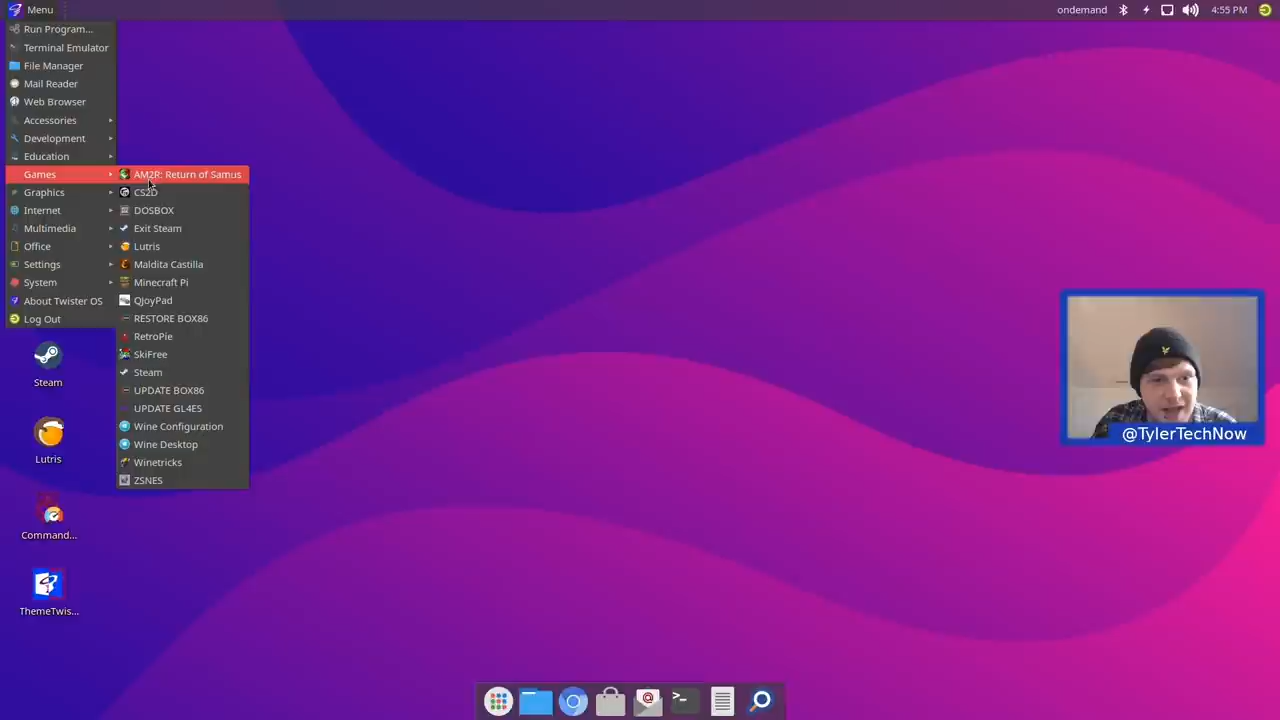 Menu
ondemand
4:55 PM
Run Program...
Terminal Emulator
File Manager
Mail Reader
Web Browser
Accessories
Development
Education
Games
Graphics
Internet
Multimedia
Office
Settings
System
About Twister OS
Log Out
AM2R: Return of Samus
CS2D
DOSBOX
Exit Steam
Lutris
Maldita Castilla
Minecraft Pi
QJoyPad
RESTORE BOX86
RetroPie
SkiFree
Steam
UPDATE BOX86
UPDATE GL4ES
Wine Configuration
Wine Desktop
Winetricks
ZSNES
Steam
Lutris
Command...
ThemeTwis...
@TylerTechNow